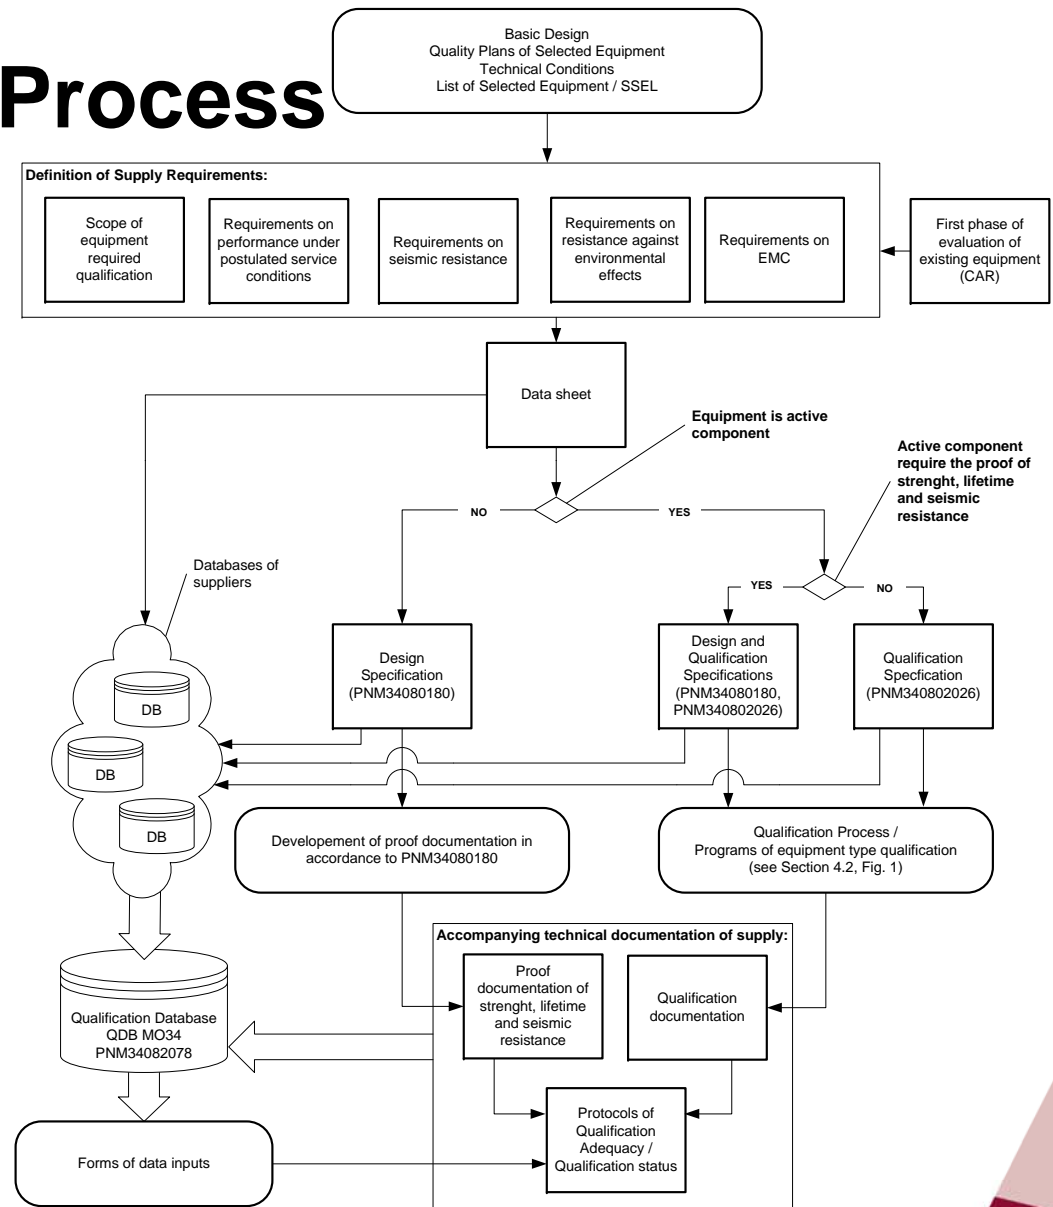 Process
Basic Design
Quality Plans of Selected Equipment
Technical Conditions
List of Selected Equipment / SSEL
Definition of Supply Requirements:
Scope of
equipment
required
qualification
Requirements on
performance under
postulated service
conditions
Requirements on
seismic resistance
Requirements on
resistance against
environmental
effects
Requirements on
EMC
First phase of
evaluation of
existing equipment
(CAR)
Data sheet
Equipment is active
component
Active component
require the proof of
strenght, lifetime
and seismic
resistance
NO
YES
YES
NO
Databases of
suppliers
DB
DB
DB
Design
Specification
(PNM34080180)
Design and
Qualification
Specifications
(PNM34080180,
PNM340802026)
Qualification
Specfication
(PNM340802026)
Developement of proof documentation in
accordance to PNM34080180
Qualification Process /
Programs of equipment type qualification
(see Section 4.2, Fig. 1)
Accompanying technical documentation of supply:
Proof
documentation of
strenght, lifetime
and seismic
resistance
Qualification
documentation
Qualification Database
QDB MO34
PNM34082078
Protocols of
Qualification
Adequacy /
Qualification status
Forms of data inputs